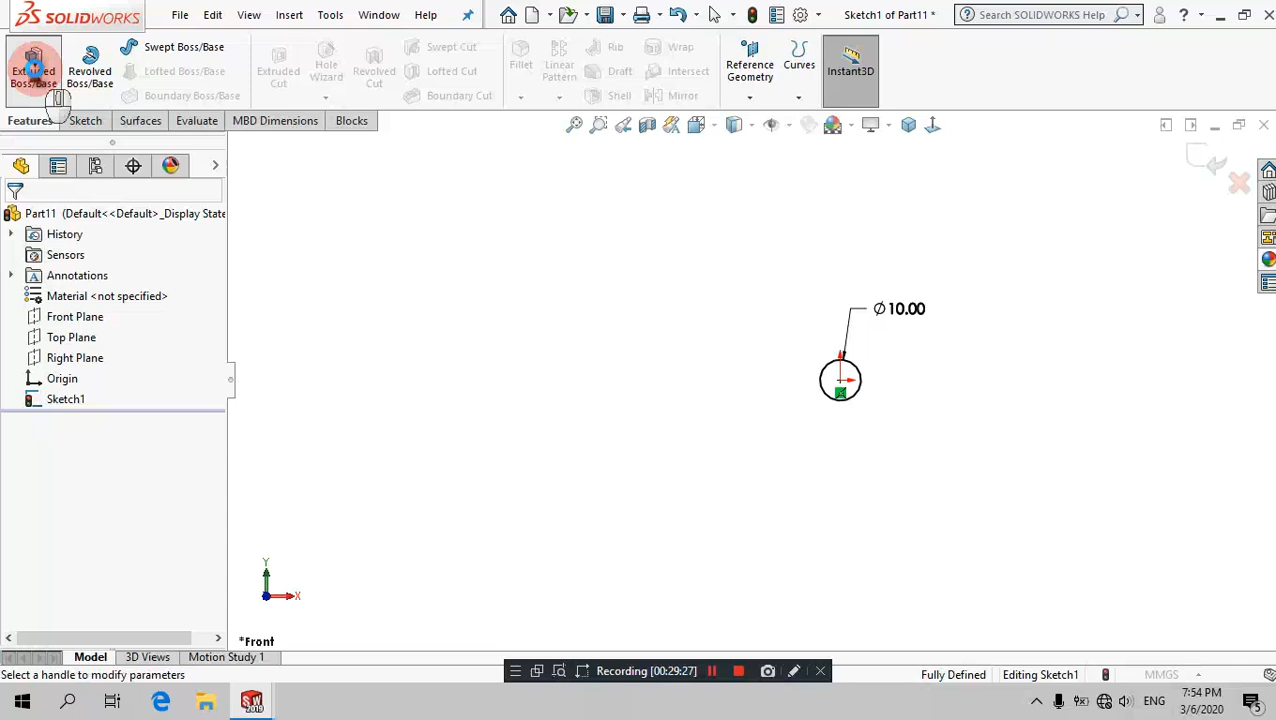 SOLIDWORKS
File Edit View Insert Tools Window Help
Sketch1 of Part11 *
Search SOLIDWORKS Help
?
Extruded Boss/Base
Revolved Boss/Base
Swept Boss/Base
Lofted Boss/Base
Boundary Boss/Base
Extruded Cut
Hole Wizard
Revolved Cut
Swept Cut
Lofted Cut
Boundary Cut
Fillet
Linear Pattern
Rib
Draft
Shell
Wrap
Intersect
Mirror
Reference Geometry
Curves
Instant3D
Features Sketch Surfaces Evaluate MBD Dimensions Blocks
Part11 (Default<<Default>_Display State
History
Sensors
Annotations
Material <not specified>
Front Plane
Top Plane
Right Plane
Origin
Sketch1
Ø10.00
Y
X
*Front
Model 3D Views Motion Study 1
Recording [00:29:27]
Select a handle to modify parameters
Fully Defined Editing Sketch1 MMGS
SW 2019
ENG
7:54 PM
3/6/2020
5